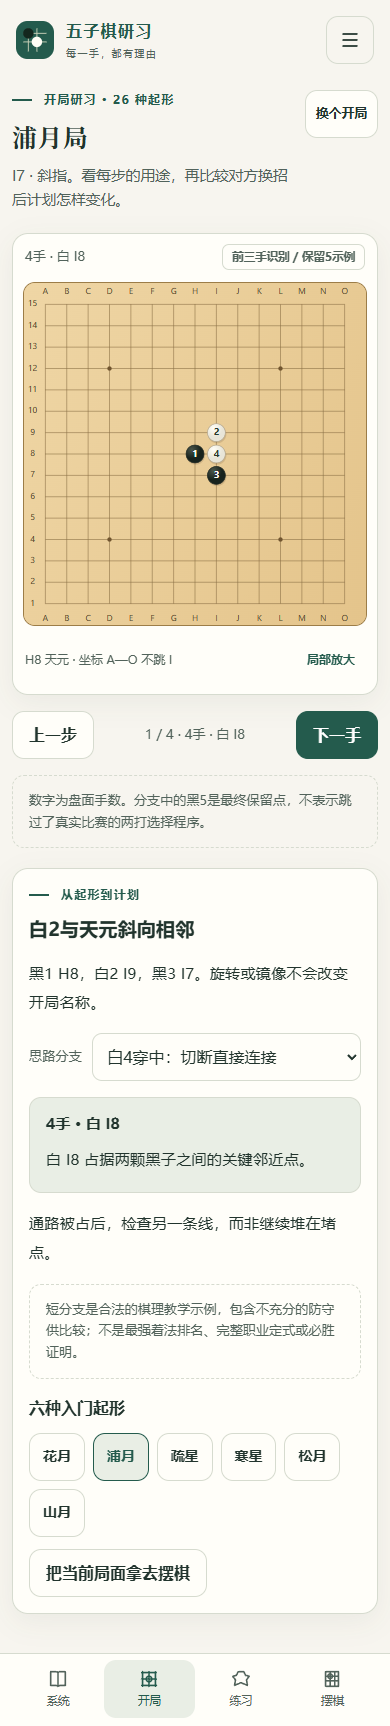 五子棋研习
每一手，都有理由
开局研习 • 26 种起形
换个开局
浦月局
I7 · 斜指。看每步的用途，再比较对方换招
后计划怎样变化。
4手 · 白 I8
前三手识别 / 保留5示例
A B C D E F G H I J K L M N O
15
14
13
12
11
10
9
8
7
6
5
4
3
2
1
2
1
4
3
A B C D E F G H I J K L M N O
H8 天元 · 坐标 A—O 不跳 I
局部放大
上一步
1 / 4 · 4手 · 白 I8
下一手
数字为盘面手数。分支中的黑5是最终保留点，不表示跳
过了真实比赛的两打选择程序。
从起形到计划
白2与天元斜向相邻
黑1 H8，白2 I9，黑3 I7。旋转或镜像不会改变
开局名称。
思路分支
白4穿中：切断直接连接
4手 • 白 I8
白 I8 占据两颗黑子之间的关键邻近点。
通路被占后，检查另一条线，而非继续堆在堵
点。
短分支是合法的棋理教学示例，包含不充分的防守
供比较；不是最强着法排名、完整职业定式或必胜
证明。
六种入门起形
花月
浦月
疏星
寒星
松月
山月
把当前局面拿去摆棋
系统
开局
练习
摆棋